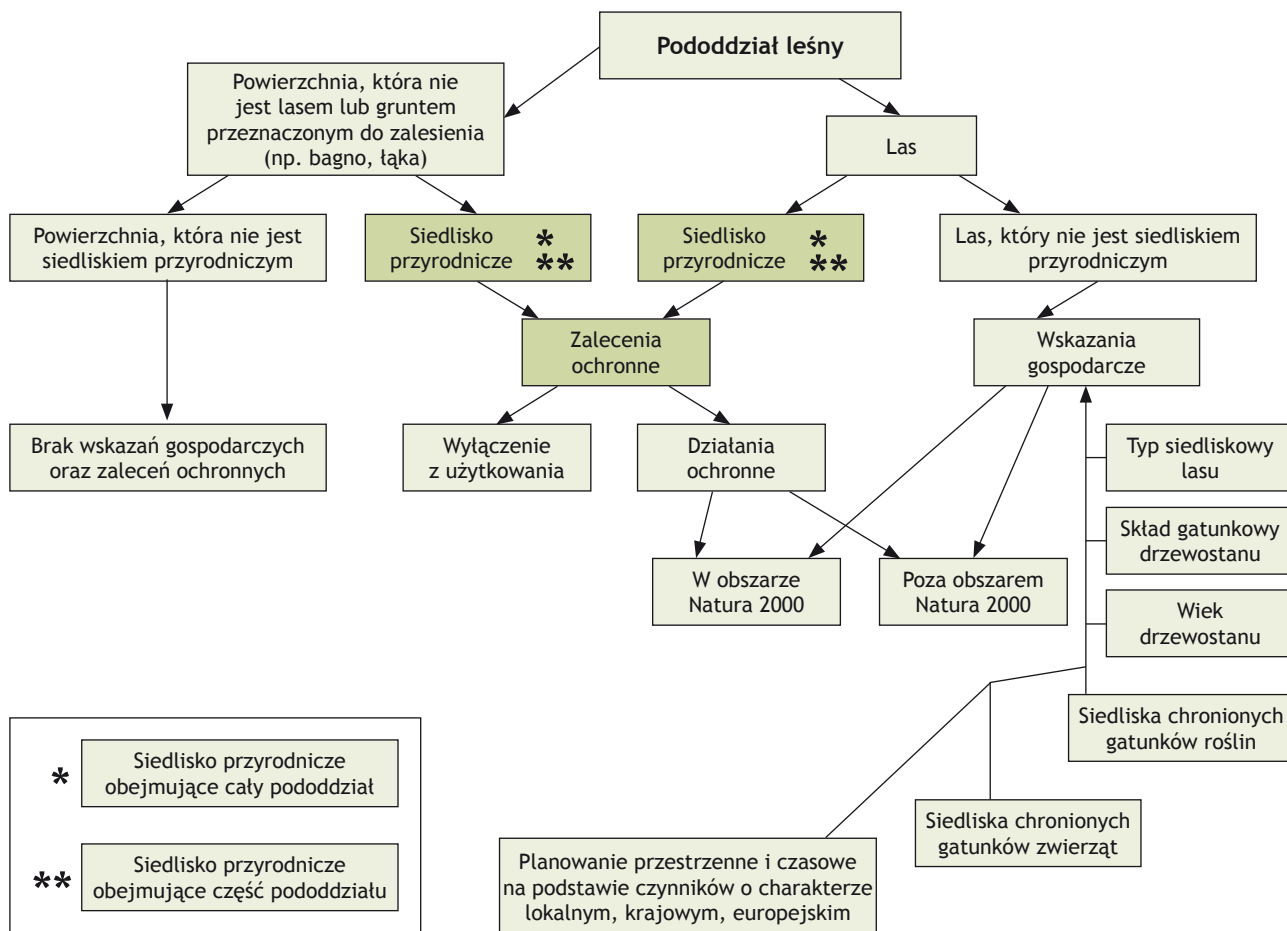 Pododdział leśny
Powierzchnia, która nie
jest lasem lub gruntem
przeznaczonym do zalesienia
(np. bagno, łąka)
Las
Powierzchnia, która nie jest
siedliskiem przyrodniczym
Siedlisko *
przyrodnicze **
Siedlisko *
przyrodnicze **
Las, który nie jest siedliskiem
przyrodniczym
Zalecenia
ochronne
Wskazania
gospodarcze
Brak wskazań gospodarczych
oraz zaleceń ochronnych
Wyłączenie
z użytkowania
Działania
ochronne
Typ siedliskowy
lasu
Skład gatunkowy
drzewostanu
W obszarze
Natura 2000
Poza obszarem
Natura 2000
Wiek
drzewostanu
Siedliska chronionych
gatunków roślin
* Siedlisko przyrodnicze
obejmujące cały pododdział
Siedliska chronionych
gatunków zwierząt
** Siedlisko przyrodnicze
obejmujące część pododdziału
Planowanie przestrzenne i czasowe
na podstawie czynników o charakterze
lokalnym, krajowym, europejskim